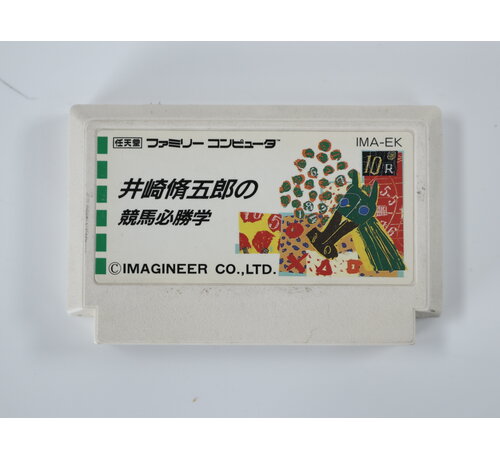 任天堂 ファミリー コンピュータ
IMA-EK
井崎脩五郎の
競馬必勝学
10R
©IMAGINEER CO.,LTD.